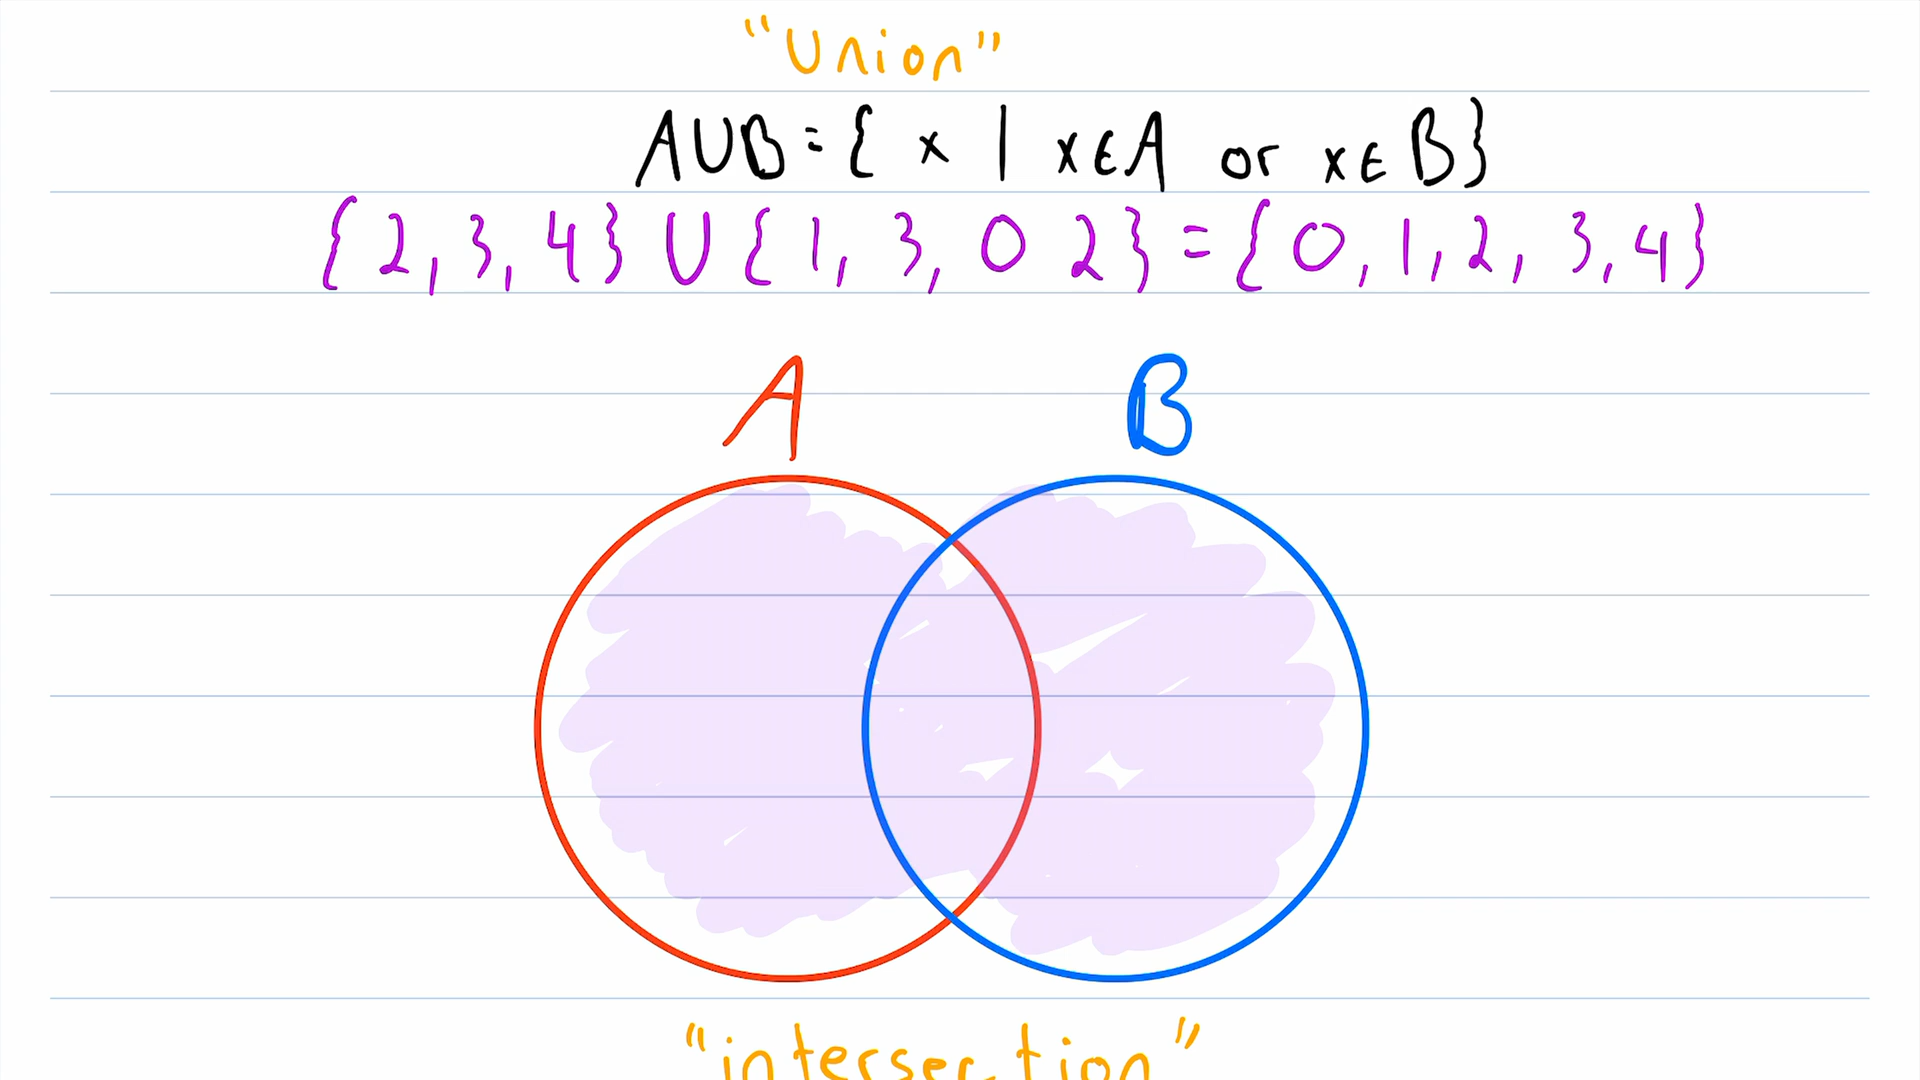 "Union"
A∪B={ x | x∈A or x∈B}
{2,3,4} ∪ {1,3,0 2} = {0,1,2,3,4}
A B
"intersection"